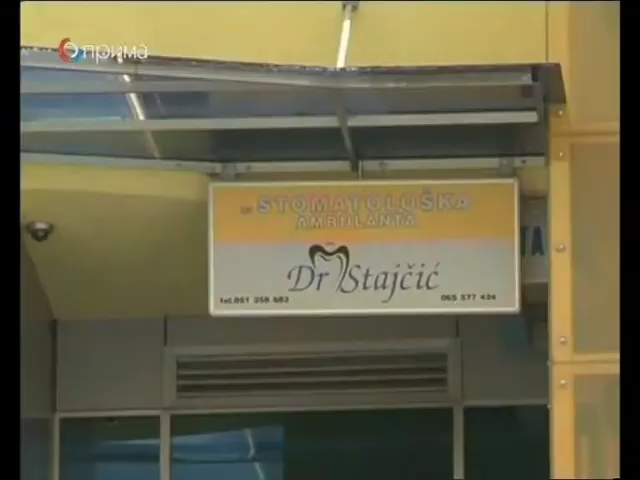 прима
STOMATOLOŠKA
AMBULANTA
Dr Stajčić
tel.051 358 683
065 577 434